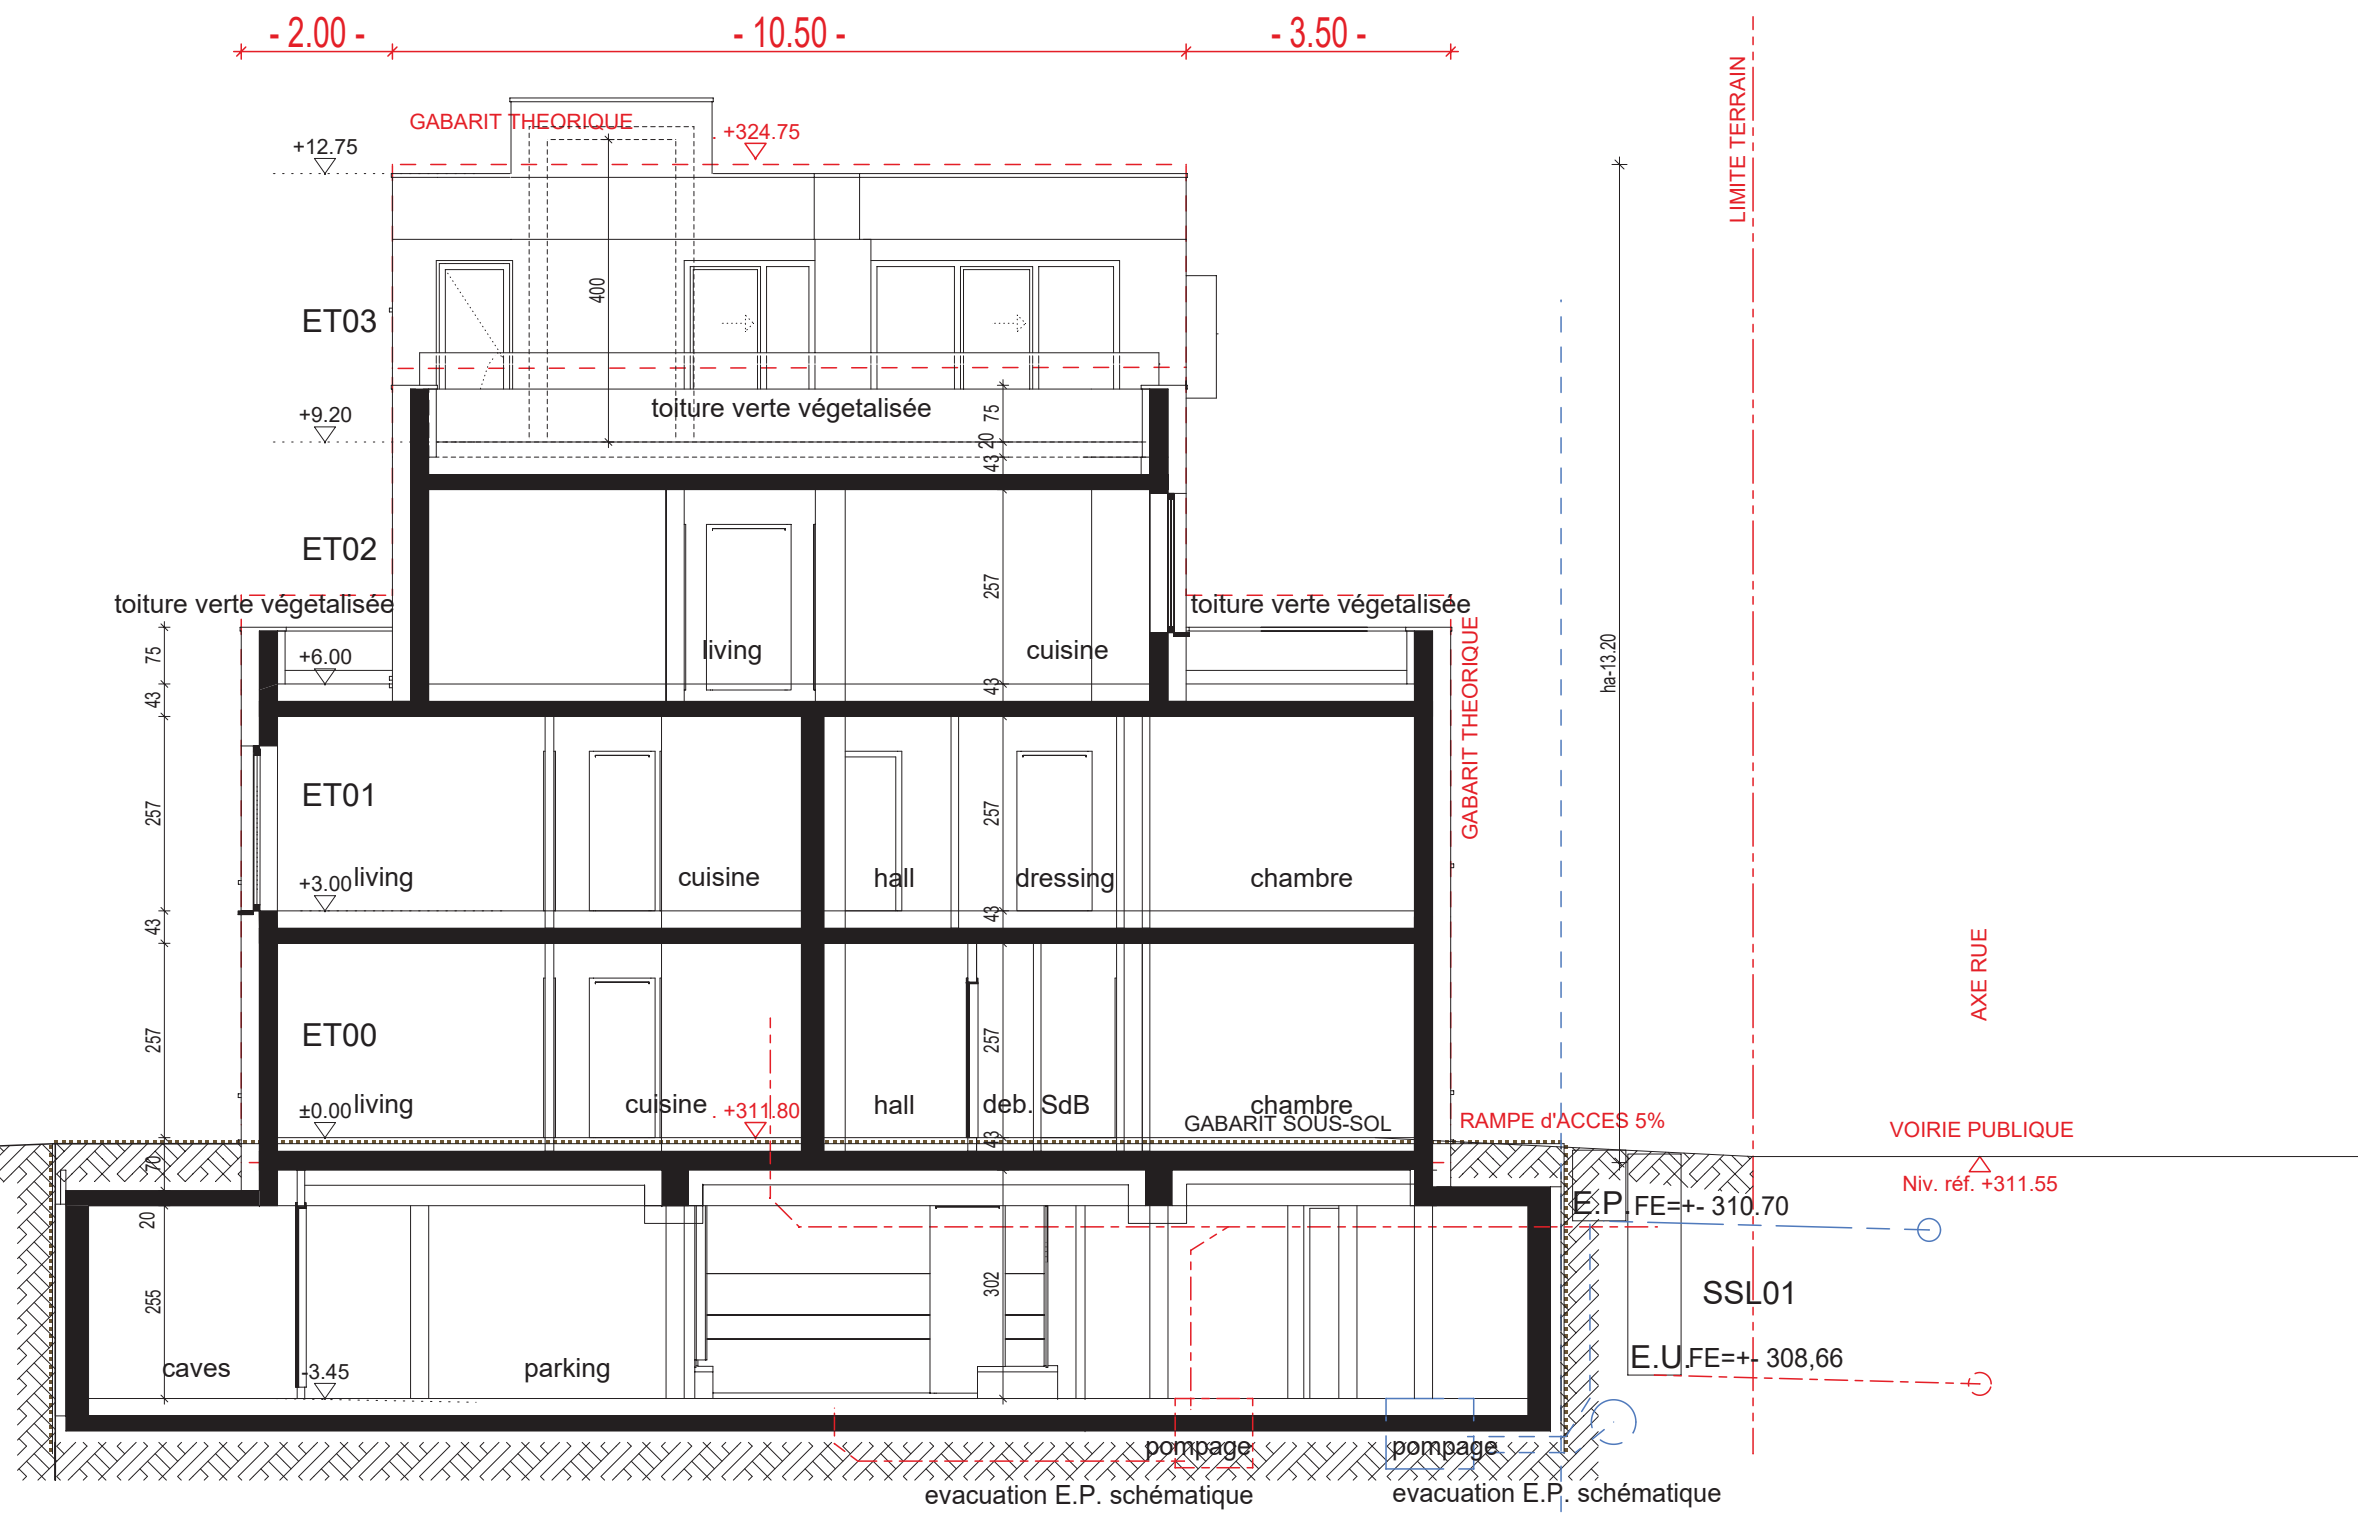 - 2.00 -
- 10.50 -
- 3.50 -
LIMITE TERRAIN
GABARIT THEORIQUE
. +324.75
+12.75
400
ET03
toiture verte végetalisée
75
+9.20
20
43
ET02
257
toiture verte végetalisée
toiture verte végetalisée
GABARIT THEORIQUE
ha-13.20
75
+6.00
living
cuisine
43
43
ET01
257
257
+3.00
living
cuisine
hall
dressing
chambre
43
43
AXE RUE
ET00
257
257
±0.00
living
cuisine
. +311.80
hall
deb.
SdB
chambre
GABARIT SOUS-SOL
RAMPE d'ACCES 5%
VOIRIE PUBLIQUE
43
70
Niv. réf. +311.55
E.P.
FE=+- 310.70
20
255
302
SSL01
E.U.
FE=+- 308,66
caves
-3.45
parking
pompage
pompage
evacuation E.P. schématique
evacuation E.P. schématique